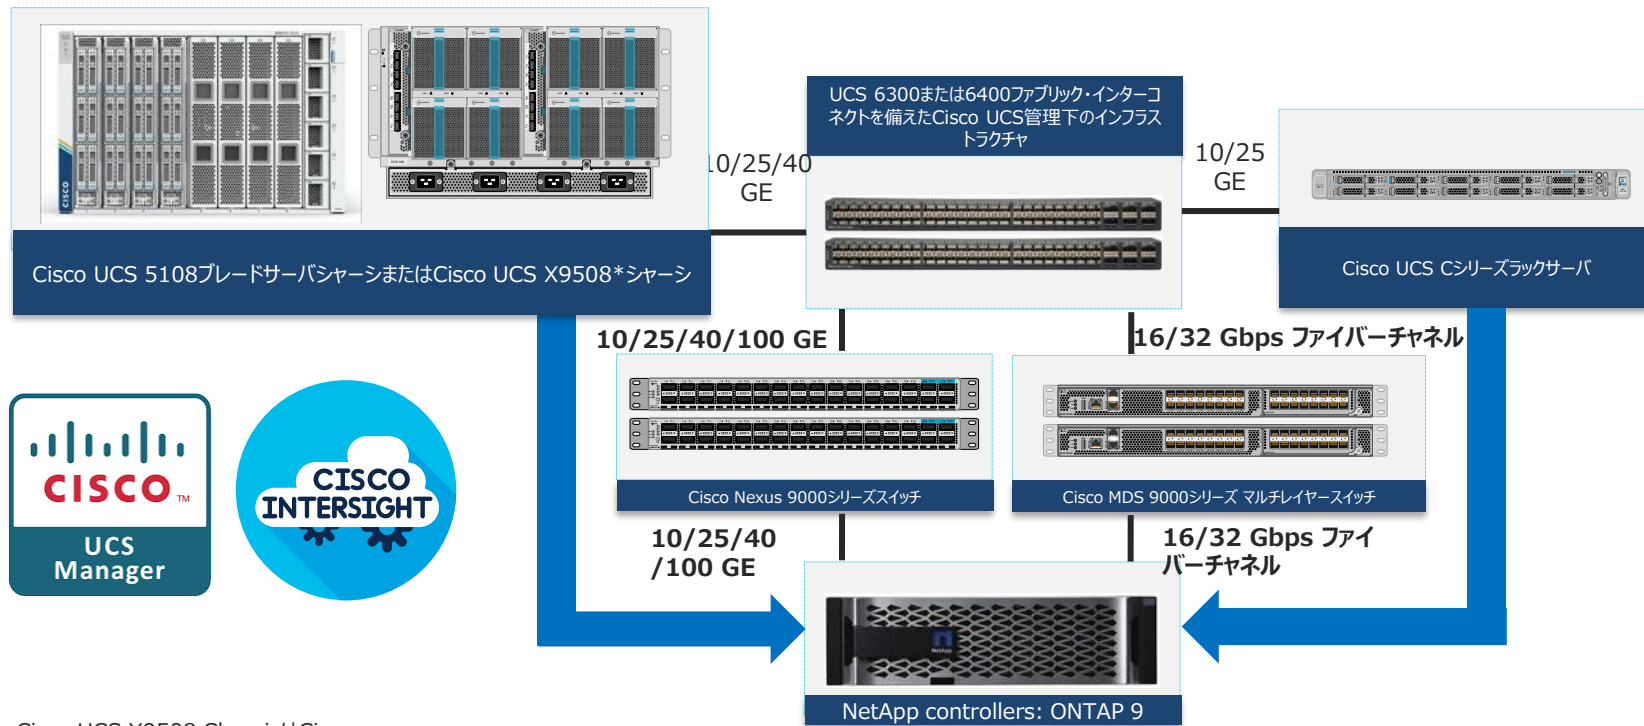 UCS 6300または6400ファブリック・インターコ
ネクトを備えたCisco UCS管理下のインフラス
トラクチャ
10/25/40
GE
10/25
GE
CISCO
Cisco UCS 5108ブレードサーバシャーシまたはCisco UCS X9508*シャーシ
Cisco UCS Cシリーズラックサーバ
10/25/40/100 GE
16/32 Gbps ファイバーチャネル
CISCO™
UCS
Manager
CISCO
INTERSIGHT
Cisco Nexus 9000シリーズスイッチ
Cisco MDS 9000シリーズ マルチレイヤースイッチ
10/25/40
/100 GE
16/32 Gbps ファイ
バーチャネル
NetApp
NetApp controllers: ONTAP 9